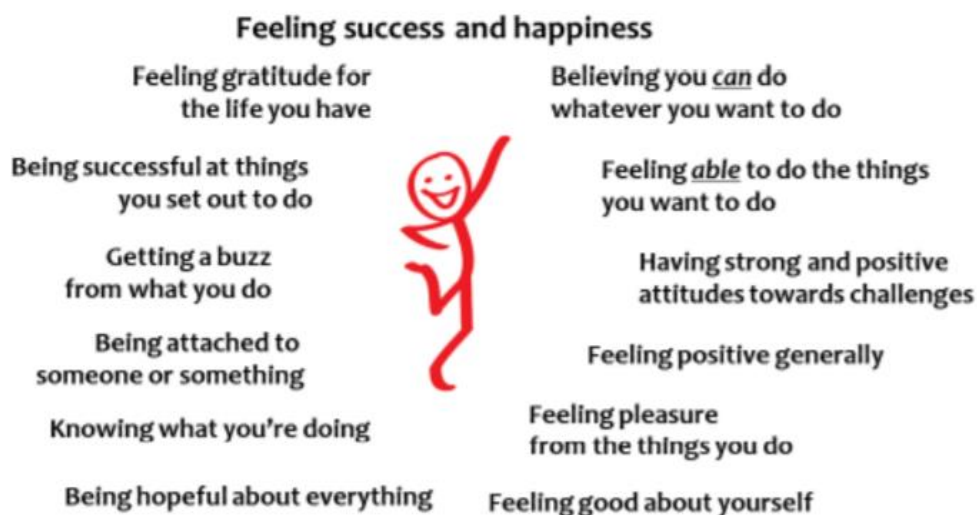 Feeling success and happiness
Feeling gratitude for
the life you have
Believing you can do
whatever you want to do
Being successful at things
you set out to do
Feeling able to do the things
you want to do
Getting a buzz
from what you do
Having strong and positive
attitudes towards challenges
Being attached to
someone or something
Feeling positive generally
Knowing what you're doing
Feeling pleasure
from the things you do
Being hopeful about everything
Feeling good about yourself